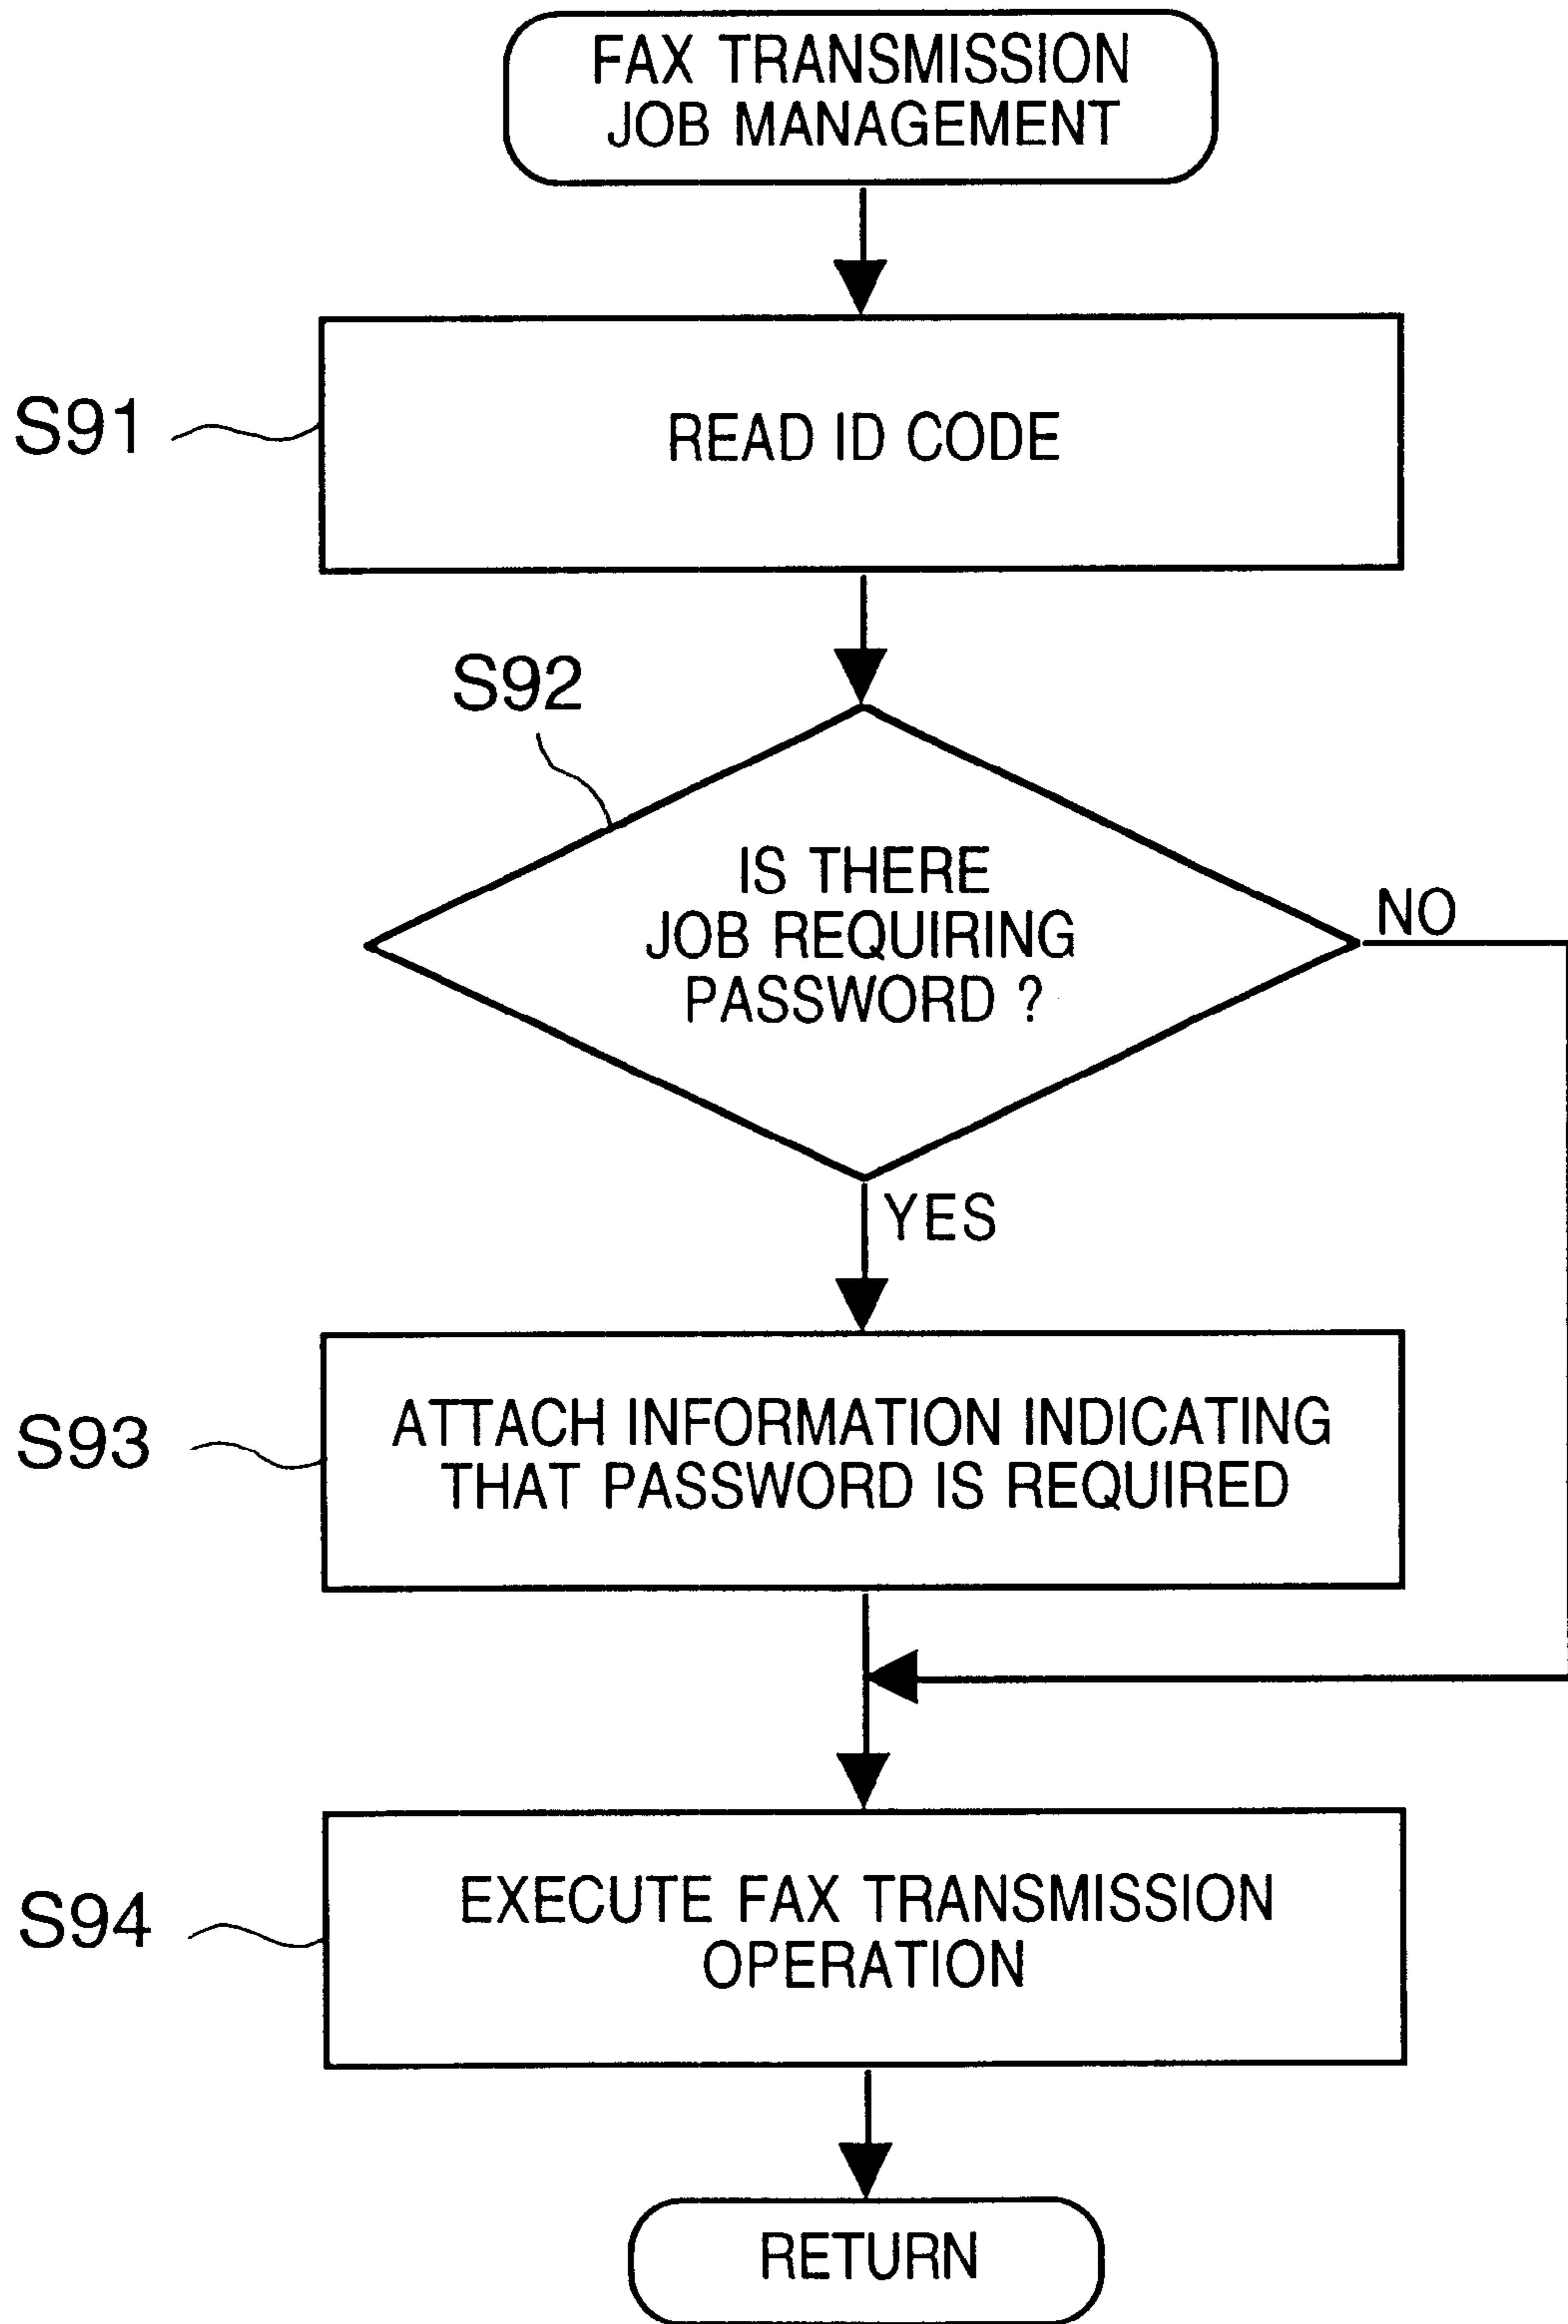 FAX TRANSMISSION
JOB MANAGEMENT
S91
READ ID CODE
S92
IS THERE
JOB REQUIRING
PASSWORD ?
NO
YES
S93
ATTACH INFORMATION INDICATING
THAT PASSWORD IS REQUIRED
S94
EXECUTE FAX TRANSMISSION
OPERATION
RETURN